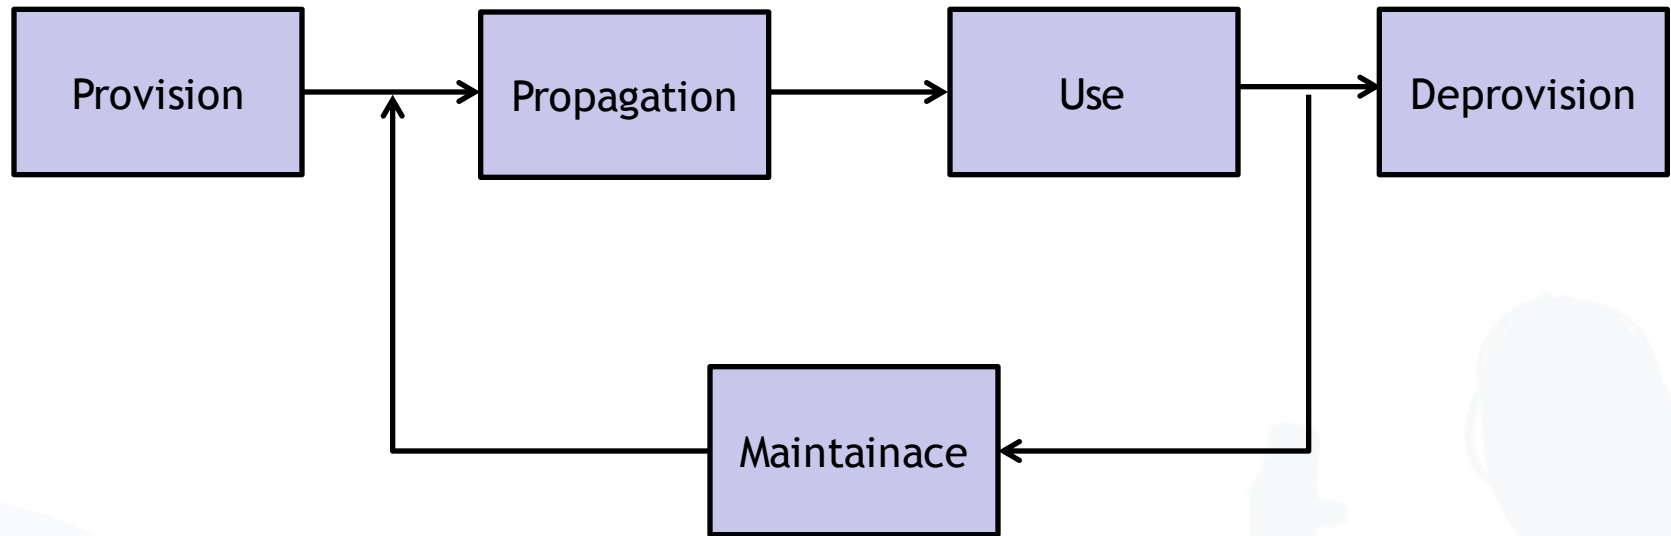 Provision
Propagation
Use
Deprovision
Maintainace